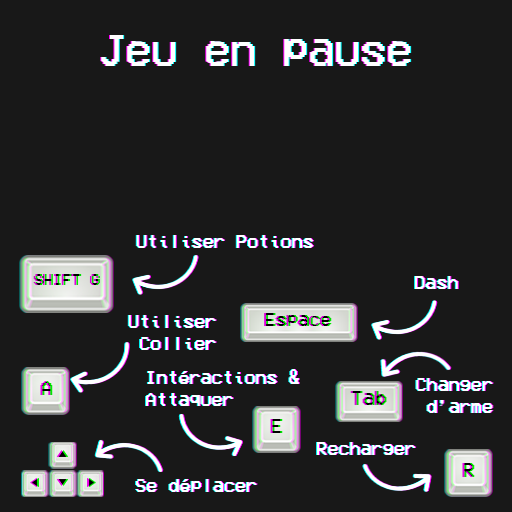 Jeu en pause
Utiliser Potions
SHIFT G
Dash
Utiliser
Collier
Espace
Intéractions &
Attaquer
A
Tab
Changer
d'arme
E
Recharger
R
Se déplacer